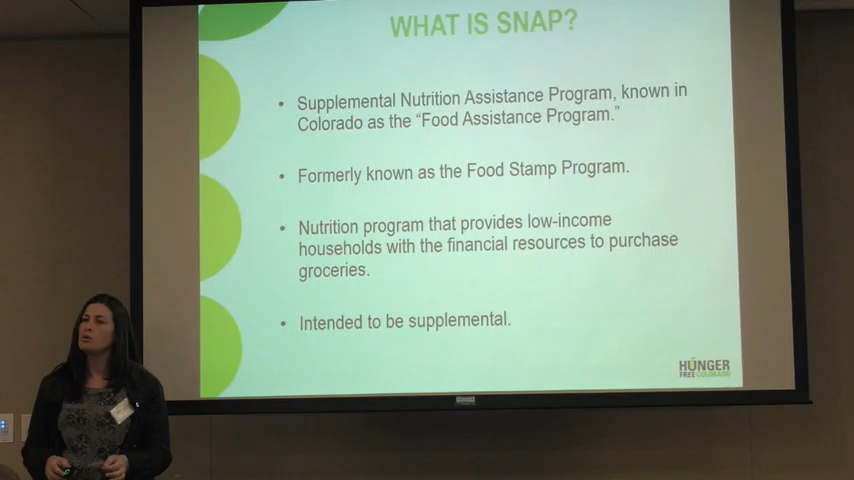 WHAT IS SNAP?
• Supplemental Nutrition Assistance Program, known in
Colorado as the “Food Assistance Program.”
• Formerly known as the Food Stamp Program.
• Nutrition program that provides low-income
households with the financial resources to purchase
groceries.
• Intended to be supplemental.
HUNGER
FREE COLORADO